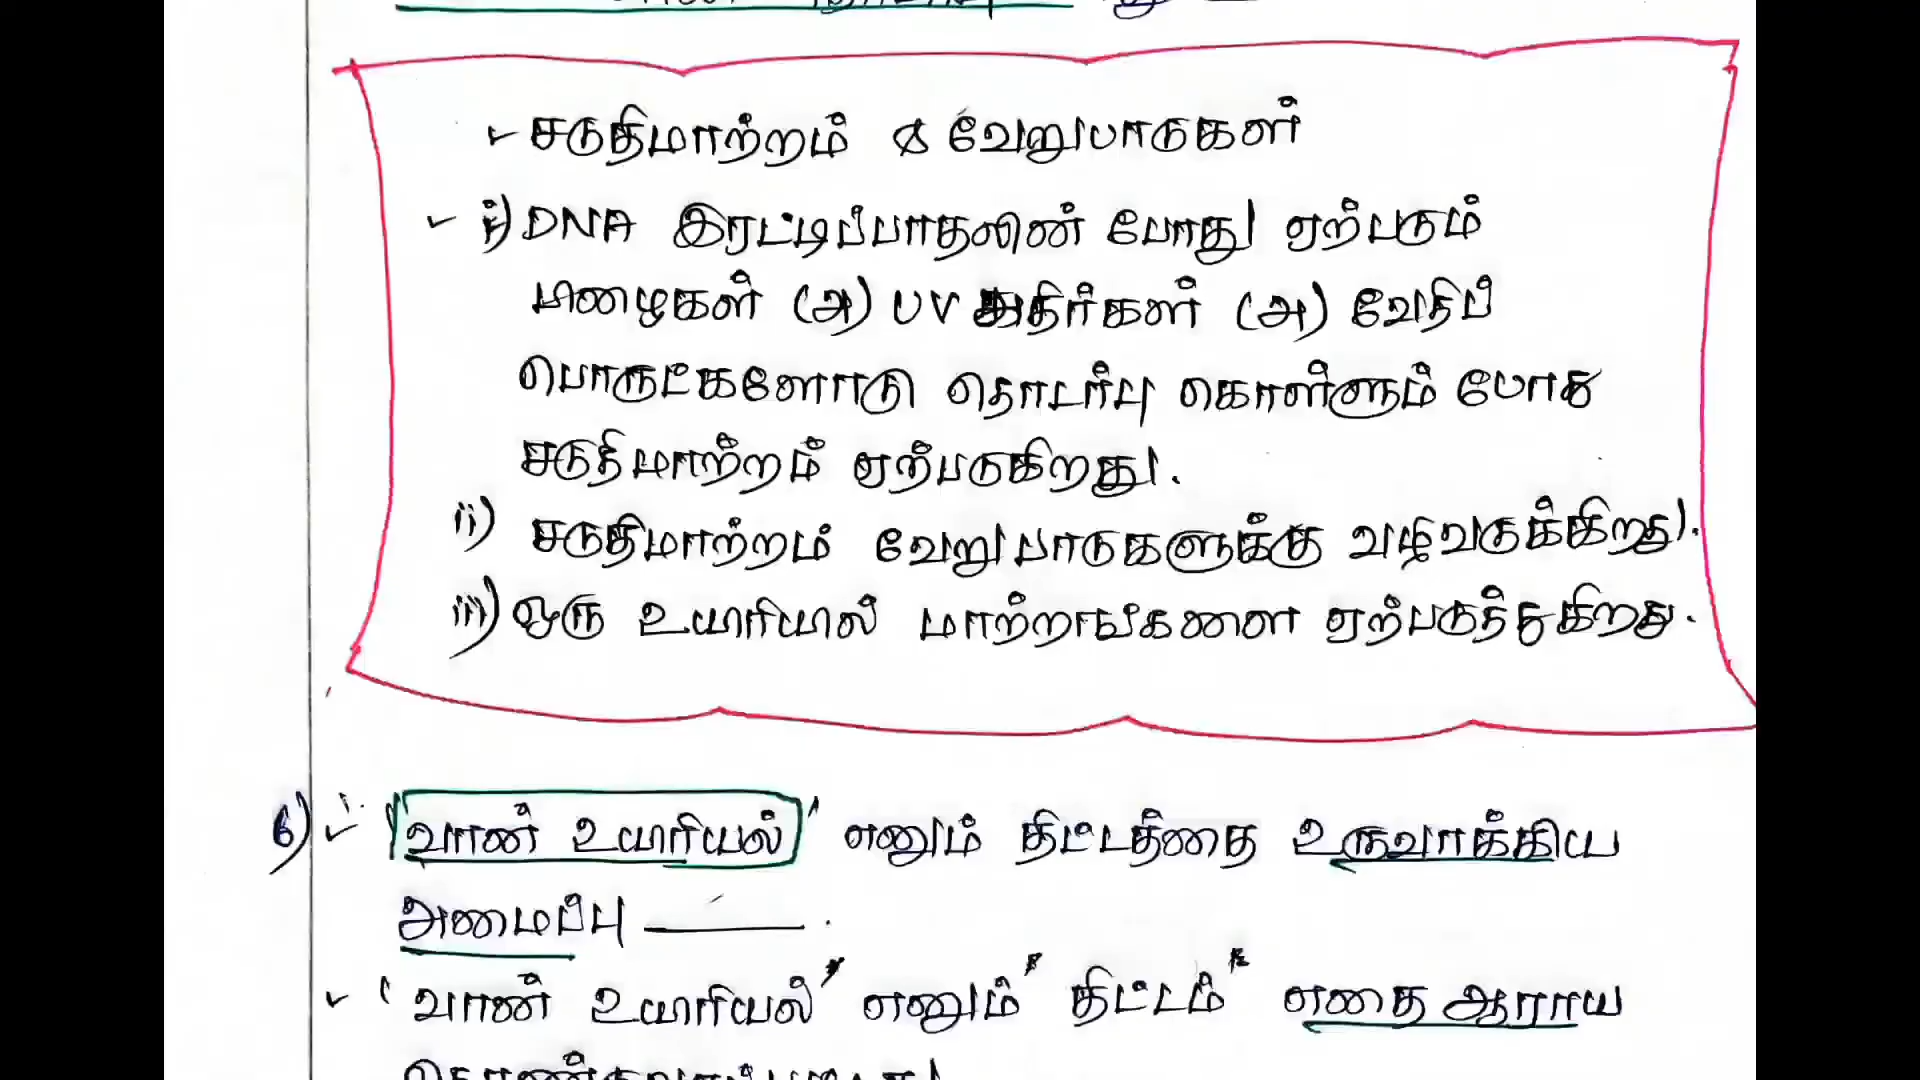 ✓ சடுதிமாற்றம் & வேறுபாடுகள்
✓ i) DNA இரட்டிப்பாதலின் போது ஏற்படும்
பிழைகள் (அ) UV கதிர்கள் (அ) வேதிப்
பொருட்களோடு தொடர்பு கொள்ளும் போது
சடுதிமாற்றம் ஏற்படுகிறது.
ii) சடுதிமாற்றம் வேறுபாடுகளுக்கு வழிவகுக்கிறது.
iii) ஒரு உயிரியல் மாற்றங்களை ஏற்படுத்துகிறது.
6) ✓ 'வான் உயிரியல்' எனும் திட்டத்தை உருவாக்கிய
அமைப்பு ______.
✓ 'வான் உயிரியல்' எனும் திட்டம் எதை ஆராய